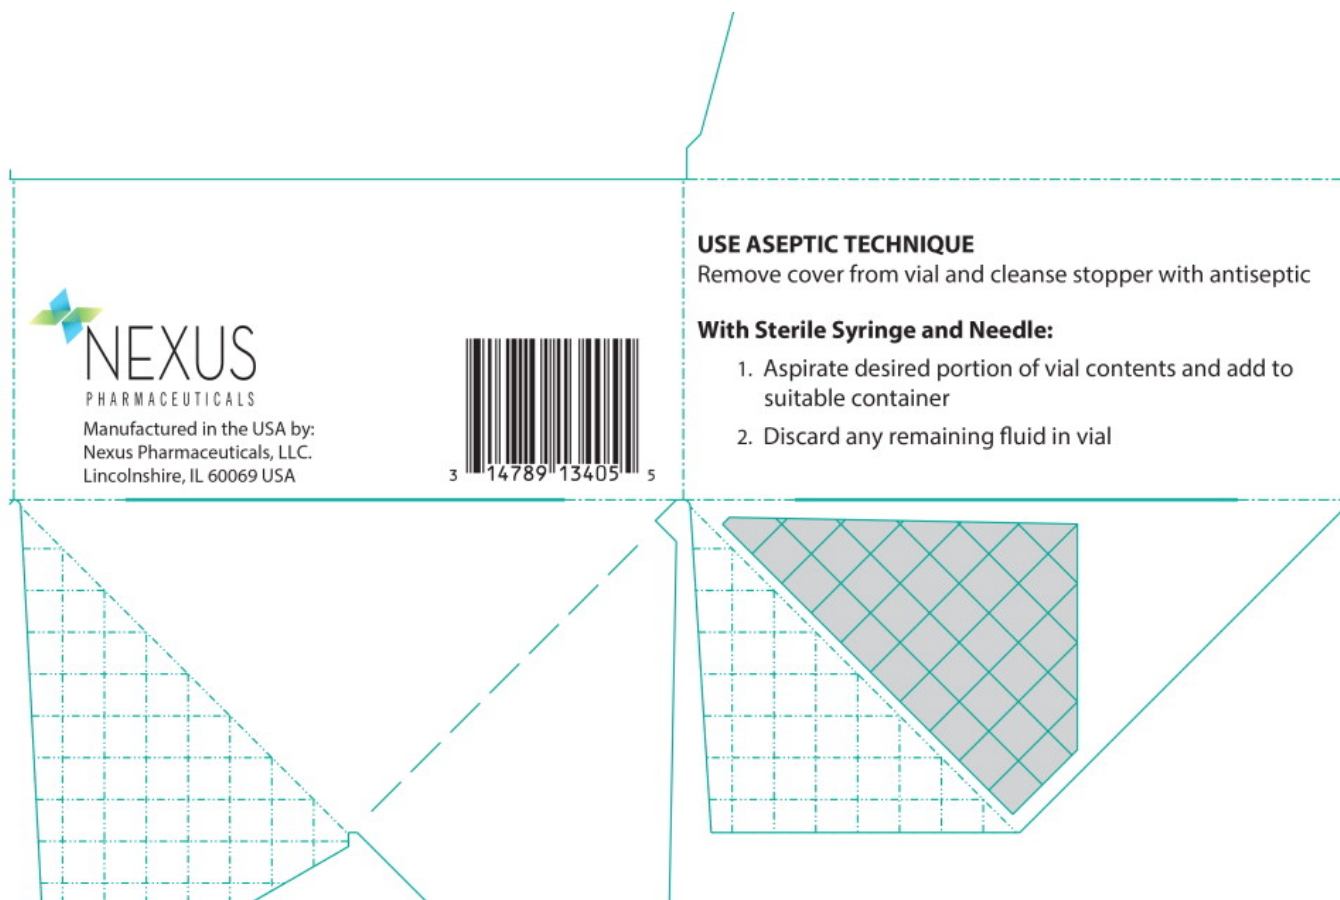 NEXUS
PHARMACEUTICALS
Manufactured in the USA by:
Nexus Pharmaceuticals, LLC.
Lincolnshire, IL 60069 USA
3 14789 13405 5
USE ASEPTIC TECHNIQUE
Remove cover from vial and cleanse stopper with antiseptic
With Sterile Syringe and Needle:
1. Aspirate desired portion of vial contents and add to
suitable container
2. Discard any remaining fluid in vial